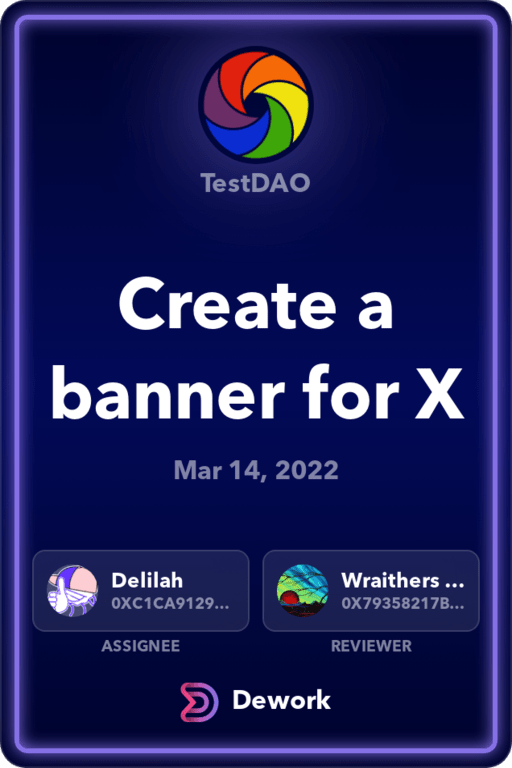 TestDAO
Create a
banner for X
Mar 14, 2022
Delilah
0XC1CA9129...
ASSIGNEE
Wraithers ...
0X79358217B...
REVIEWER
Dework